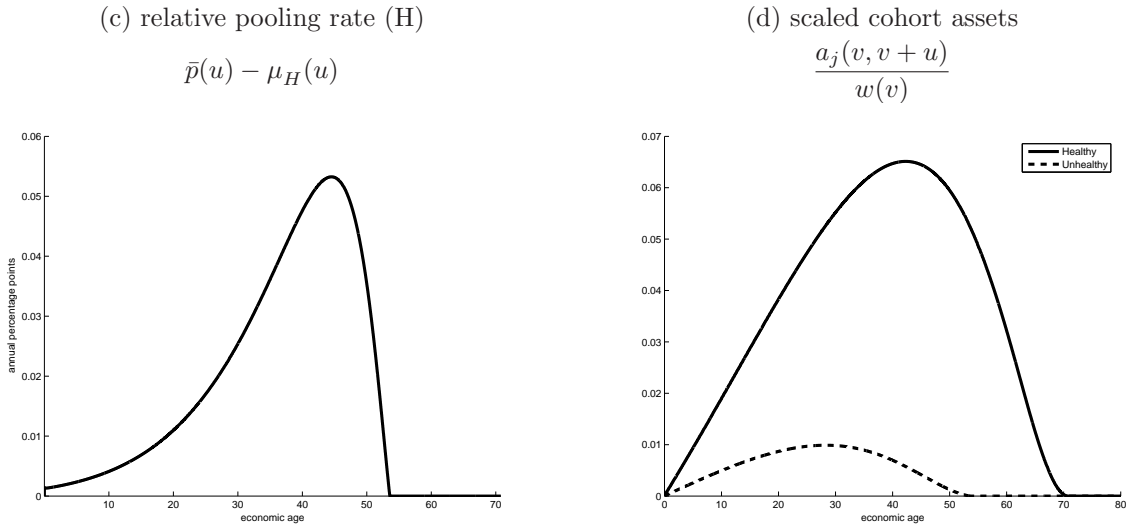 (c) relative pooling rate (H)
p̄(u) − μ_H(u)
0.06
0.05
0.04
0.03
0.02
0.01
0
annual percentage points
10 20 30 40 50 60 70
economic age
(d) scaled cohort assets
a_j(v, v + u)
w(v)
0.07
0.06
0.05
0.04
0.03
0.02
0.010
0
Healthy
Unhealthy
0 10 20 30 40 50 60 70 80
economic age